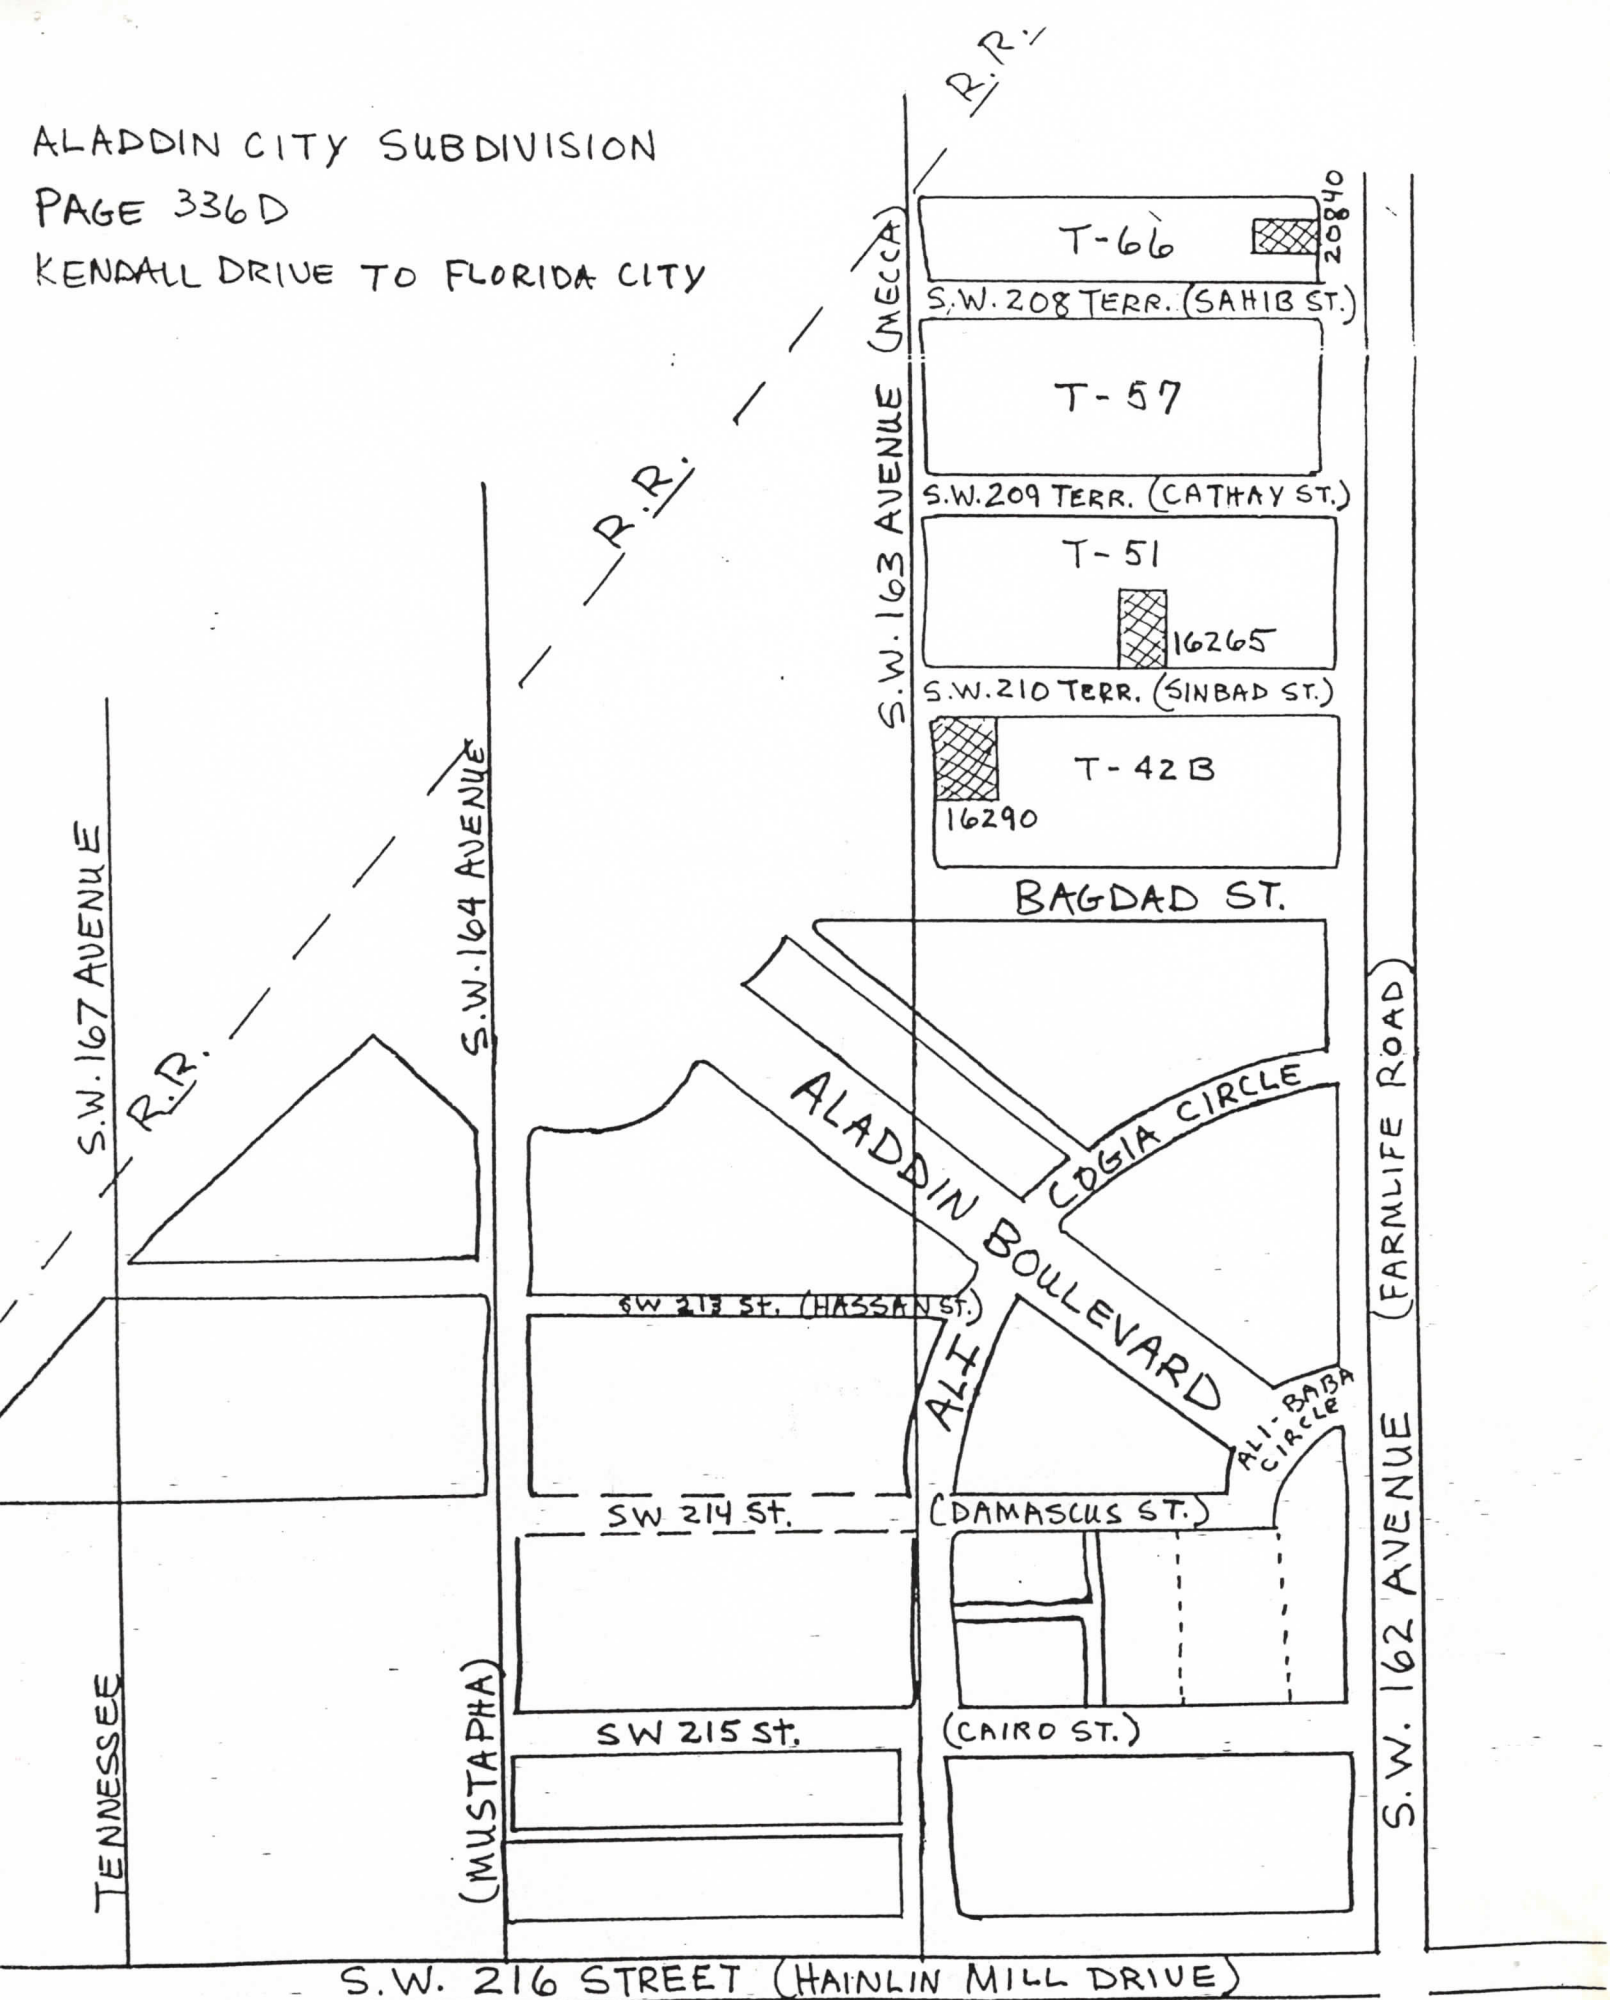 ALADDIN CITY SUBDIVISION
PAGE 336D
KENDALL DRIVE TO FLORIDA CITY
R.R.
T-66
20840
S.W. 208 TERR. (SAHIB ST.)
T-57
S.W. 209 TERR. (CATHAY ST.)
T-51
16265
S.W. 210 TERR. (SINBAD ST.)
T-42B
16290
BAGDAD ST.
S.W. 163 AVENUE (MECCA)
R.R.
S.W. 164 AVENUE
S.W. 167 AVENUE
R.R.
COGIA CIRCLE
ALADDIN BOULEVARD
(FARMLIFE ROAD)
SW 213 St. (HASSAN ST.)
ALI
ALI-BABA
CIRCLE
SW 214 St.
(DAMASCUS ST.)
S.W. 162 AVENUE
SW 215 St.
(CAIRO ST.)
(MUSTAPHA)
TENNESSEE
S.W. 216 STREET (HAINLIN MILL DRIVE)